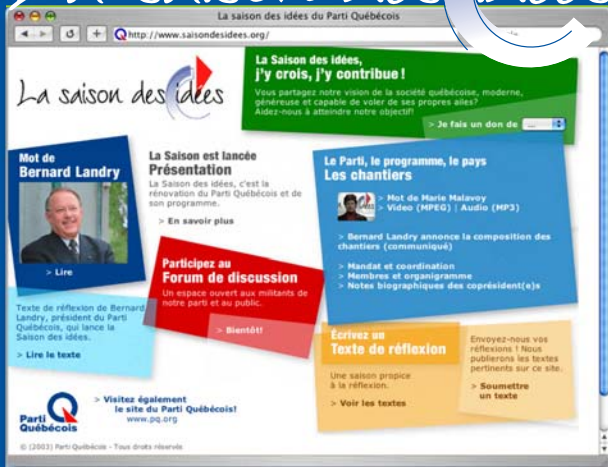 La saison des idées du Parti Québécois
http://www.saisondesidees.org/
La saison des idées
La Saison des idées,
j'y crois, j'y contribue!
Vous partagez notre vision de la société québécoise, moderne,
généreuse et capable de voler de ses propres ailes?
Aidez-nous à atteindre notre objectif!
> Je fais un don de ...
Mot de
Bernard Landry
> Lire
Texte de réflexion de Bernard
Landry, président du Parti
Québécois, qui lance la
Saison des idées.
> Lire le texte
La Saison est lancée
Présentation
La Saison des idées, c'est la
rénovation du Parti Québécois et de
son programme.
> En savoir plus
Participez au
Forum de discussion
Un espace ouvert aux militants de
notre parti et au public.
> Bientôt!
Le Parti, le programme, le pays
Les chantiers
> Mot de Marie Malavoy
> Video (MPEG) | Audio (MP3)
> Bernard Landry annonce la composition des
chantiers (communiqué)
> Mandat et coordination
> Membres et organigramme
> Notes biographiques des coprésident(e)s
Écrivez un
Texte de réflexion
Une saison propice
à la réflexion.
> Voir les textes
Envoyez-nous vos
réflexions ! Nous
publierons les textes
pertinents sur ce site.
> Soumettre
un texte
Parti
Québécois
> Visitez également
le site du Parti Québécois!
www.pq.org
© (2003) Parti Québécois - Tous droits réservés